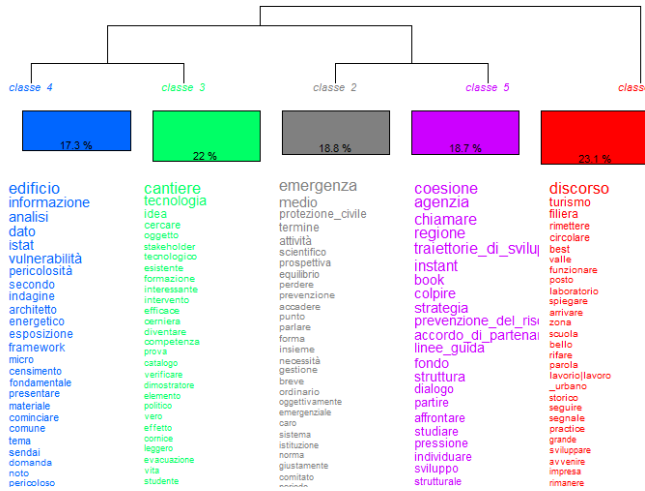 classe 4
classe 3
classe 2
classe 5
class
17.3 %
22 %
18.8 %
18.7 %
23.1 %
edificio
informazione
analisi
dato
istat
vulnerabilità
pericolosità
secondo
indagine
architetto
energetico
esposizione
framework
micro
censimento
fondamentale
presentare
materiale
cominciare
comune
tema
sendai
domanda
noto
pericoloso
cantiere
tecnologia
idea
cercare
oggetto
stakeholder
tecnologico
esistente
formazione
interessante
intervento
efficace
cerniera
diventare
competenza
prova
catalogo
verificare
dimostratore
elemento
politico
vero
effetto
cornice
leggero
evacuazione
vita
studente
emergenza
medio
protezione_civile
termine
attività
scientifico
prospettiva
equilibrio
perdere
prevenzione
accadere
punto
parlare
forma
insieme
necessità
gestione
breve
ordinario
oggettivamente
emergenziale
caro
sistema
istituzione
norma
giustamente
comitato
periodo
coesione
agenzia
chiamare
regione
traiettorie_di_svilup
instant
book
colpire
strategia
prevenzione_del_risc
accordo_di_partenar
linee_guida
fondo
struttura
dialogo
partire
affrontare
studiare
pressione
individuare
sviluppo
strutturale
discorso
turismo
filiera
rimettere
circolare
best
valle
funzionare
posto
laboratorio
spiegare
arrivare
zona
scuola
bello
rifare
parola
lavorio|lavoro
_urbano
storico
seguire
segnale
practice
grande
sviluppare
avvenire
impresa
rimanere